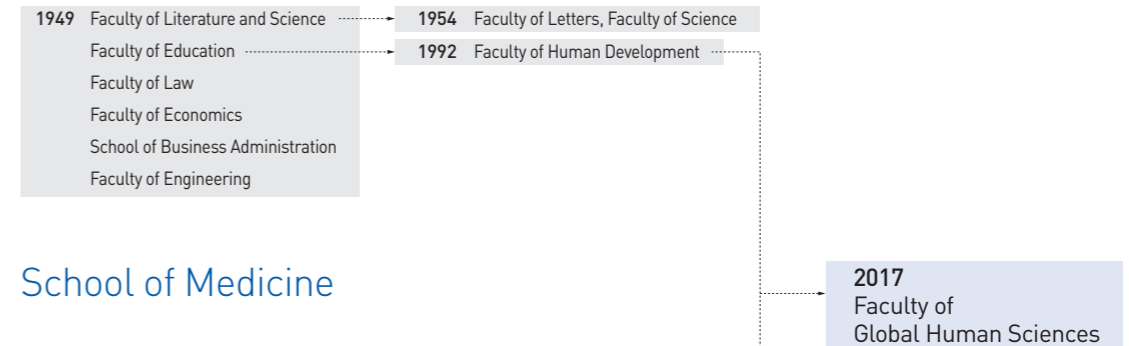 1949 Faculty of Literature and Science 1954 Faculty of Letters, Faculty of Science
Faculty of Education 1992 Faculty of Human Development
Faculty of Law
Faculty of Economics
School of Business Administration
Faculty of Engineering
School of Medicine
2017
Faculty of
Global Human Sciences